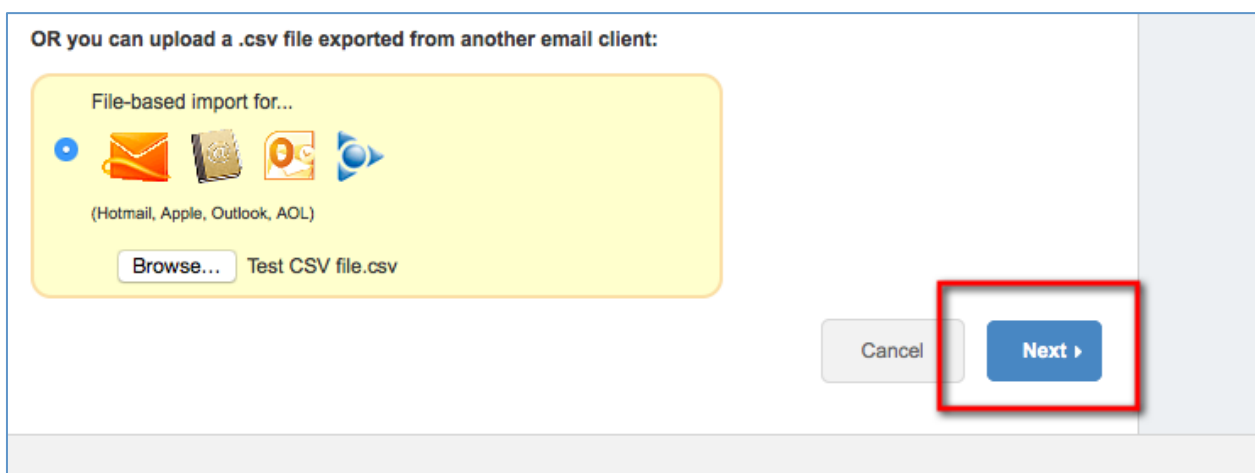 OR you can upload a .csv file exported from another email client:
File-based import for...
(Hotmail, Apple, Outlook, AOL)
Browse... Test CSV file.csv
Cancel Next